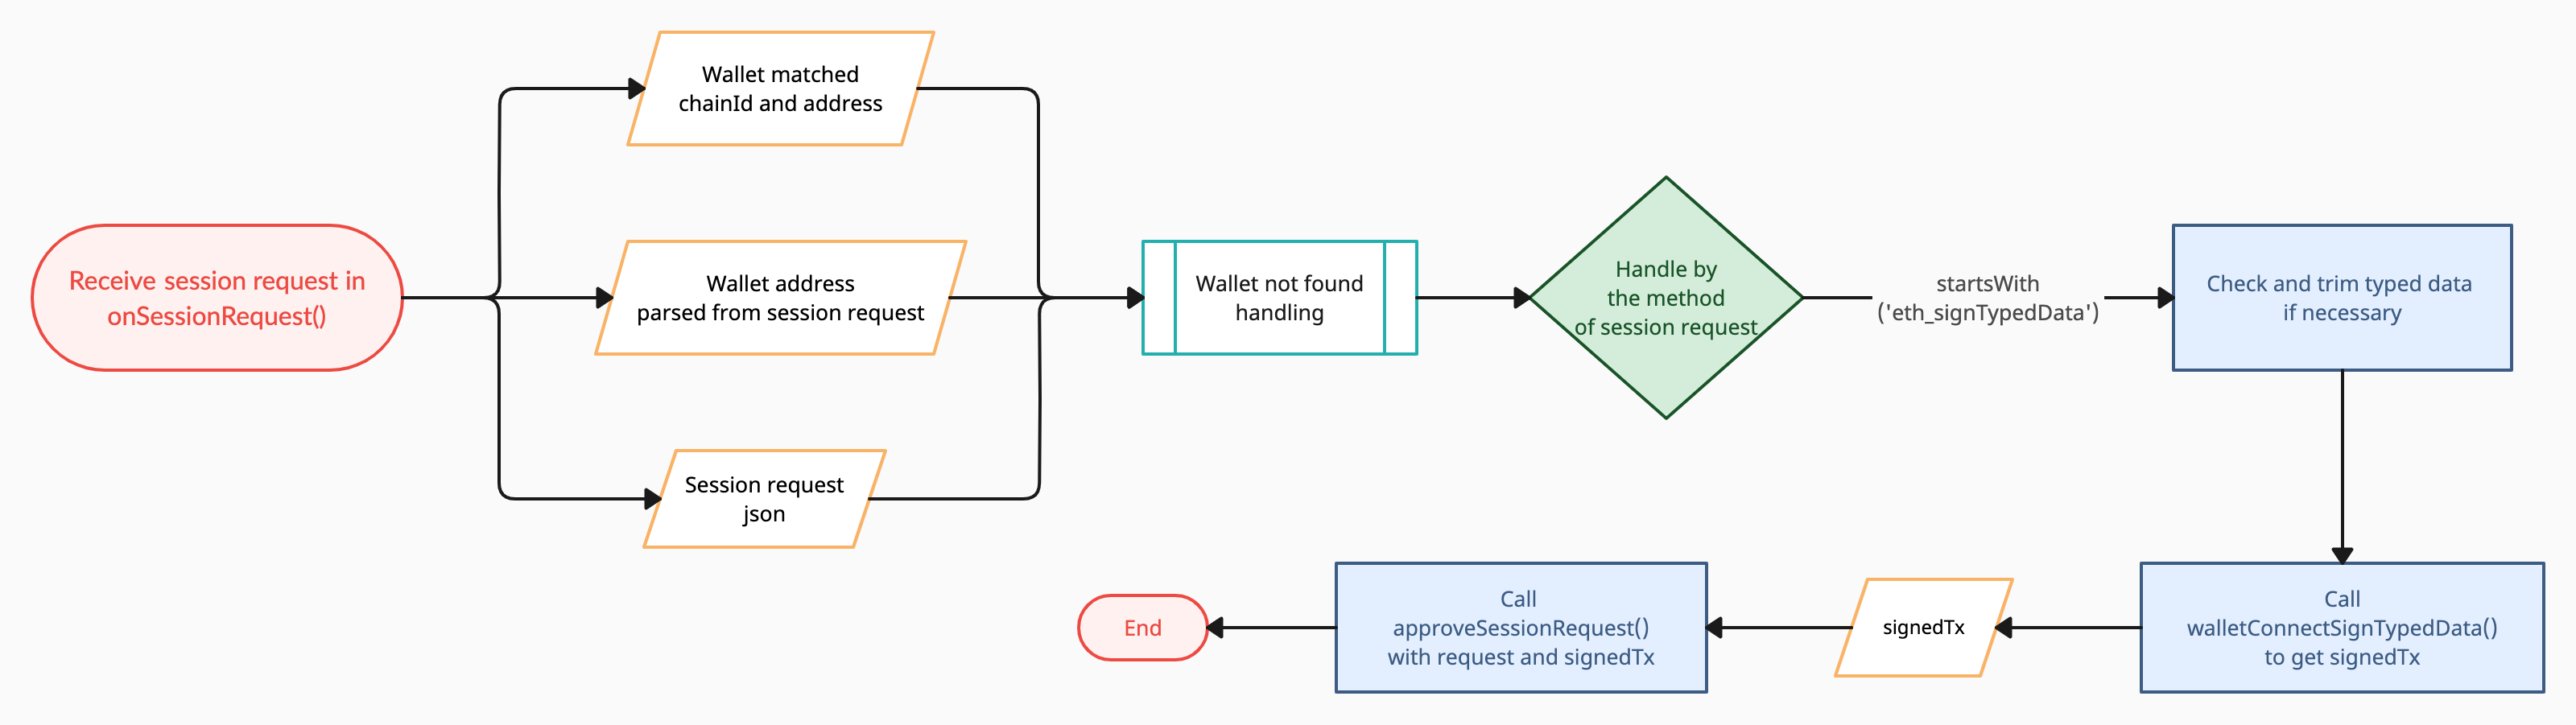 Wallet matched
chainId and address
Receive session request in
onSessionRequest()
Wallet address
parsed from session request
Session request
json
Wallet not found
handling
Handle by
the method
of session request
startsWith
('eth_signTypedData')
Check and trim typed data
if necessary
Call
walletConnectSignTypedData()
to get signedTx
signedTx
Call
approveSessionRequest()
with request and signedTx
End